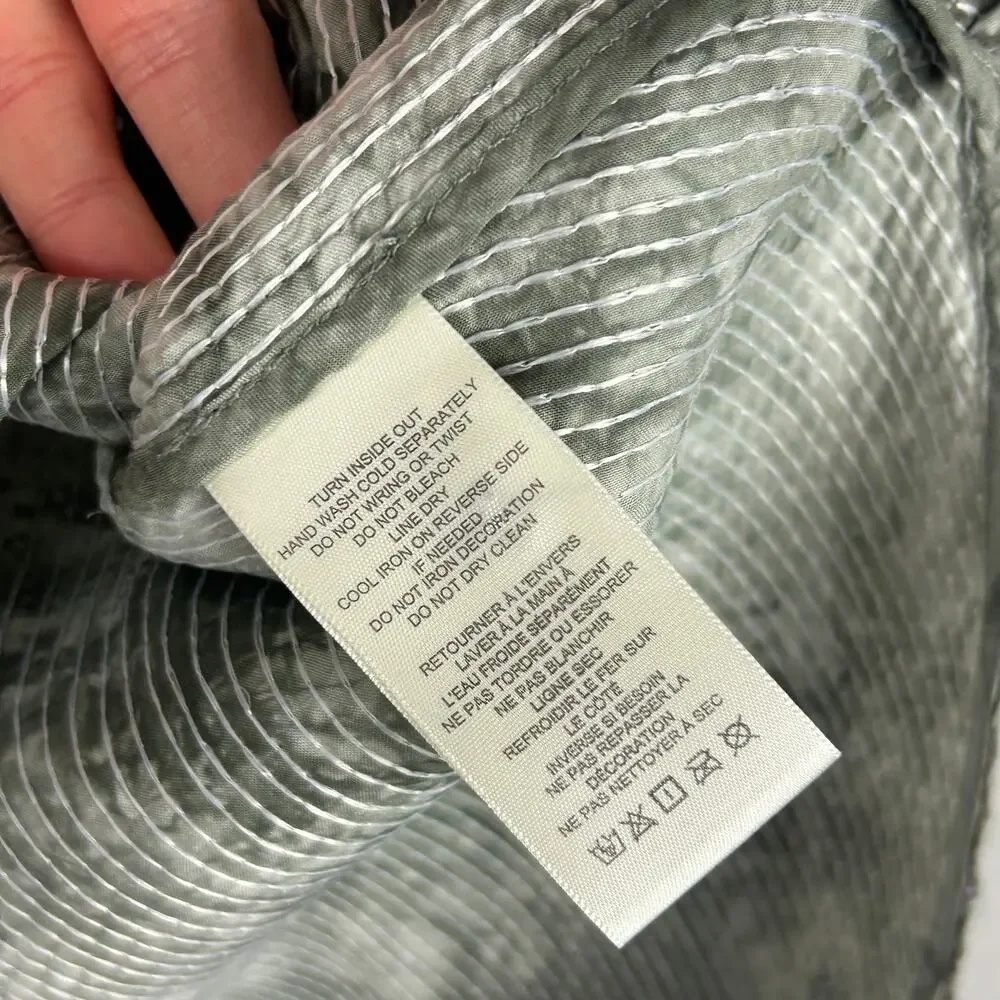 TURN INSIDE OUT
HAND WASH COLD SEPARATELY
DO NOT WRING OR TWIST
DO NOT BLEACH
LINE DRY
COOL IRON ON REVERSE SIDE
IF NEEDED
DO NOT IRON DECORATION
DO NOT DRY CLEAN
RETOURNER À L'ENVERS
LAVER À LA MAIN À
L'EAU FROIDE SÉPARÉMENT
NE PAS TORDRE OU ESSORER
NE PAS BLANCHIR
LIGNE SEC
REFROIDIR LE FER SUR
LE CÔTÉ
INVERSE SI BESOIN
NE PAS REPASSER LA
DÉCORATION
NE PAS NETTOYER À SEC